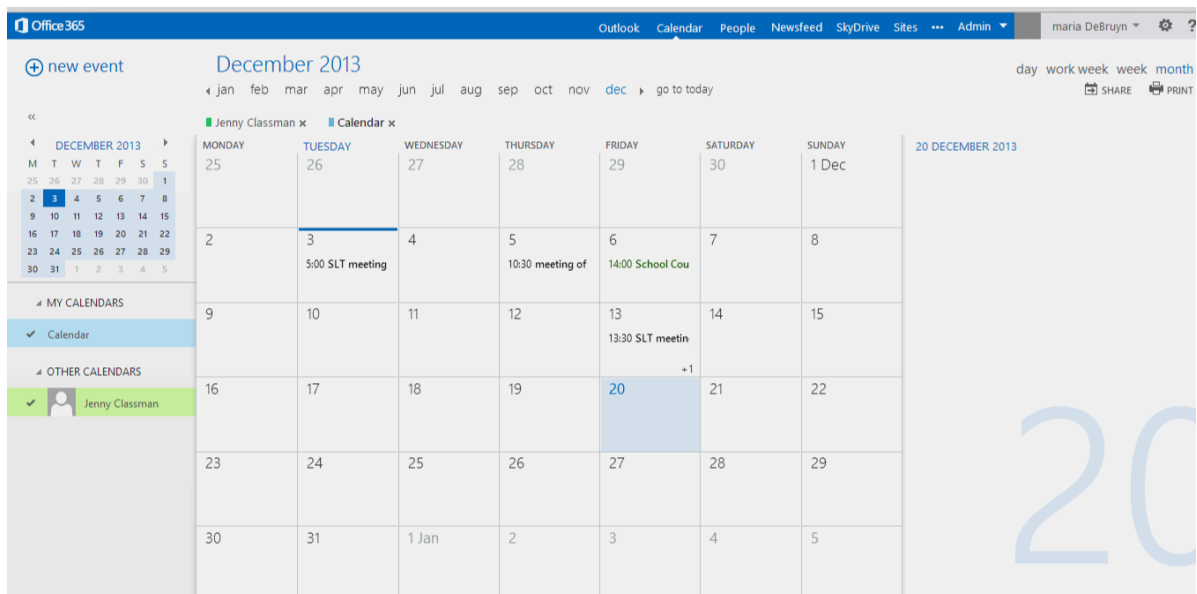 Office 365 Outlook Calendar People Newsfeed SkyDrive Sites ••• Admin maria DeBruyn ?
new event
December 2013
day work week week month
jan feb mar apr may jun jul aug sep oct nov dec go to today
SHARE PRINT
«
Jenny Classman x Calendar x
DECEMBER 2013
M T W T F S S
25 26 27 28 29 30 1
2 3 4 5 6 7 8
9 10 11 12 13 14 15
16 17 18 19 20 21 22
23 24 25 26 27 28 29
30 31 1 2 3 4 5
MY CALENDARS
Calendar
OTHER CALENDARS
Jenny Classman
MONDAY TUESDAY WEDNESDAY THURSDAY FRIDAY SATURDAY SUNDAY
25 26 27 28 29 30 1 Dec
2 3 4 5 6 7 8
5:00 SLT meeting 10:30 meeting of 14:00 School Cou
9 10 11 12 13 14 15
13:30 SLT meetin
+1
16 17 18 19 20 21 22
23 24 25 26 27 28 29
30 31 1 Jan 2 3 4 5
20 DECEMBER 2013
20